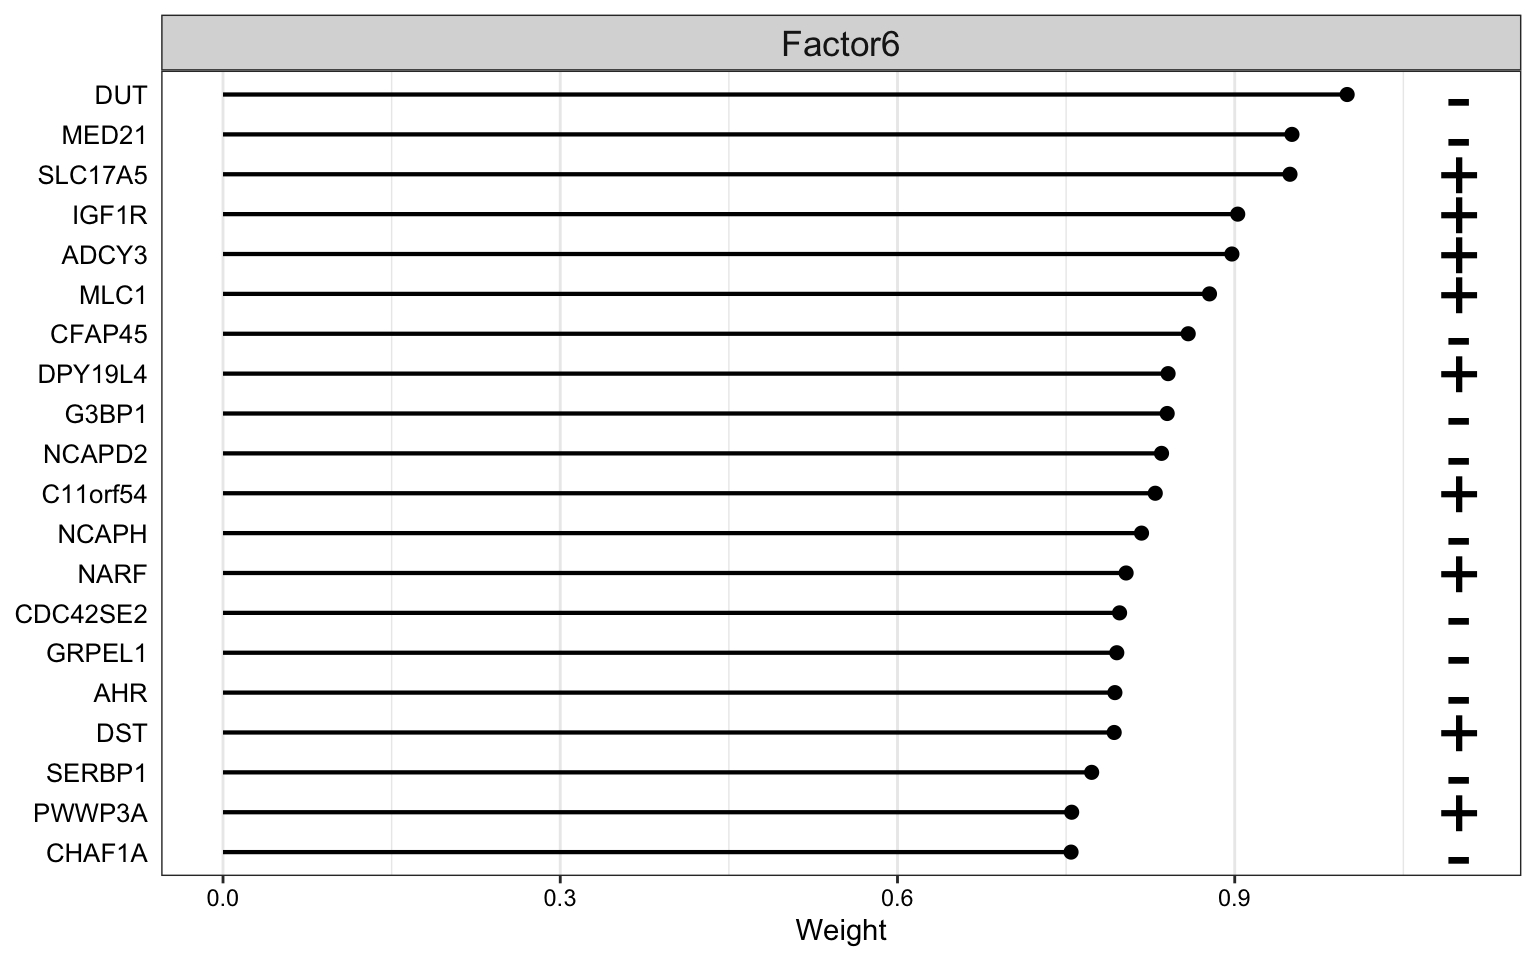 Factor6
DUT -
MED21 -
SLC17A5 +
IGF1R +
ADCY3 +
MLC1 +
CFAP45 -
DPY19L4 +
G3BP1 -
NCAPD2 -
C11orf54 +
NCAPH -
NARF +
CDC42SE2 -
GRPEL1 -
AHR -
DST +
SERBP1 -
PWWP3A +
CHAF1A -
0.0 0.3 0.6 0.9
Weight